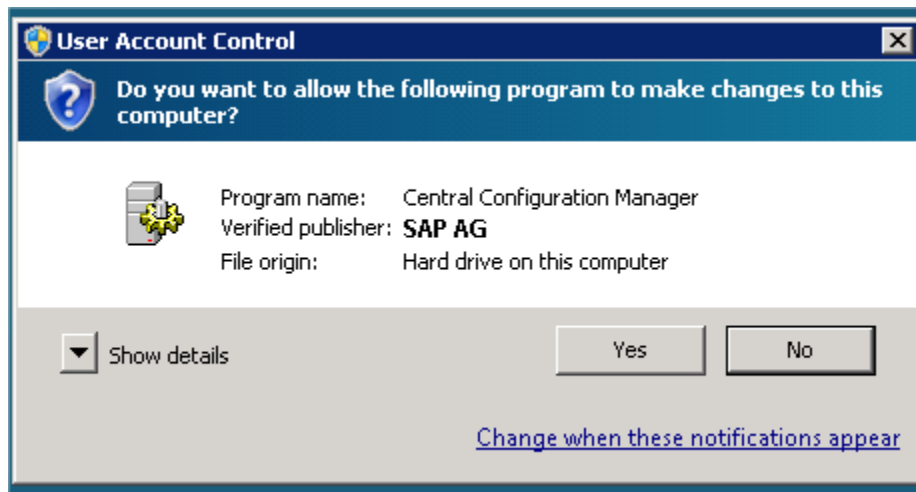 User Account Control
Do you want to allow the following program to make changes to this
computer?
Program name: Central Configuration Manager
Verified publisher: SAP AG
File origin: Hard drive on this computer
Show details
Yes
No
Change when these notifications appear